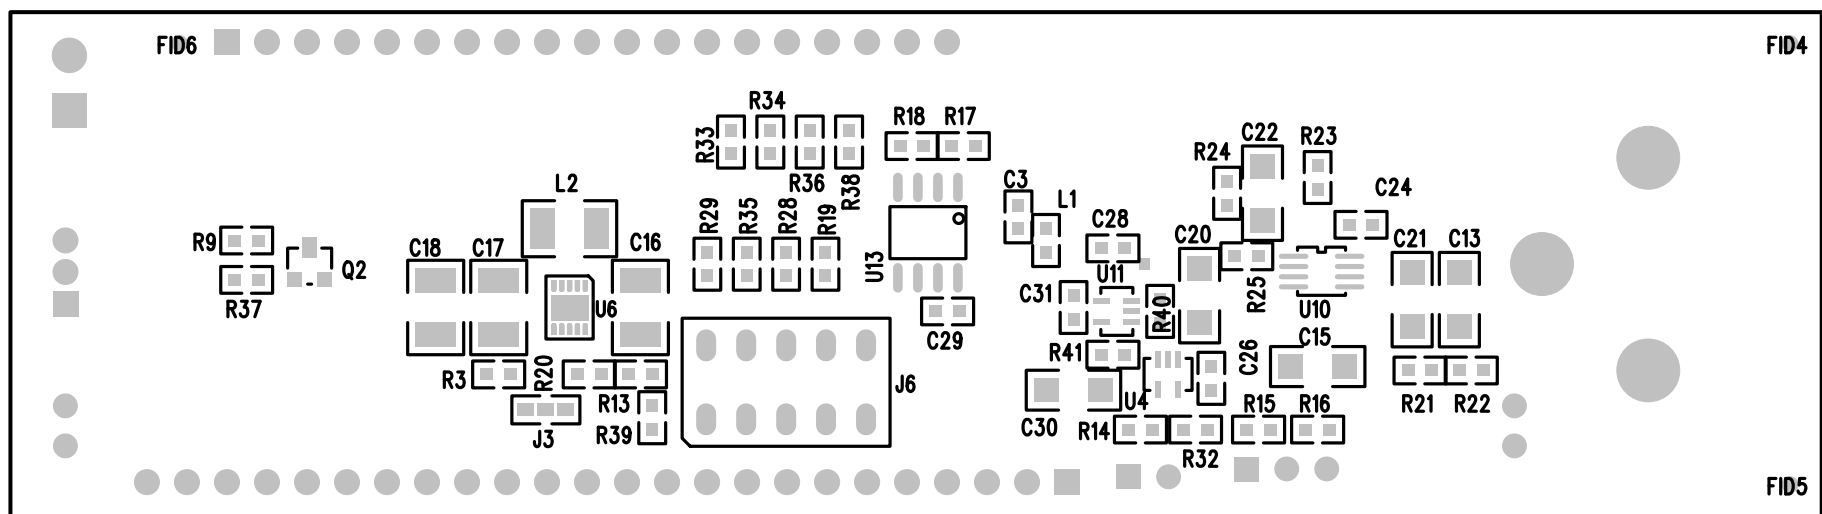 FID6
FID4
R34
R18
R17
R33
C22
R23
R24
L2
R36
R38
C3
C24
L1
R29
R35
R28
R19
C28
C20
R9
C18
C17
C16
C21
C13
Q2
U13
U11
C31
R25
R37
U6
R40
U10
C29
C15
R41
C26
R3
R20
J6
R13
U4
R21
R22
R15
R16
R39
J3
C30
R14
R32
FID5